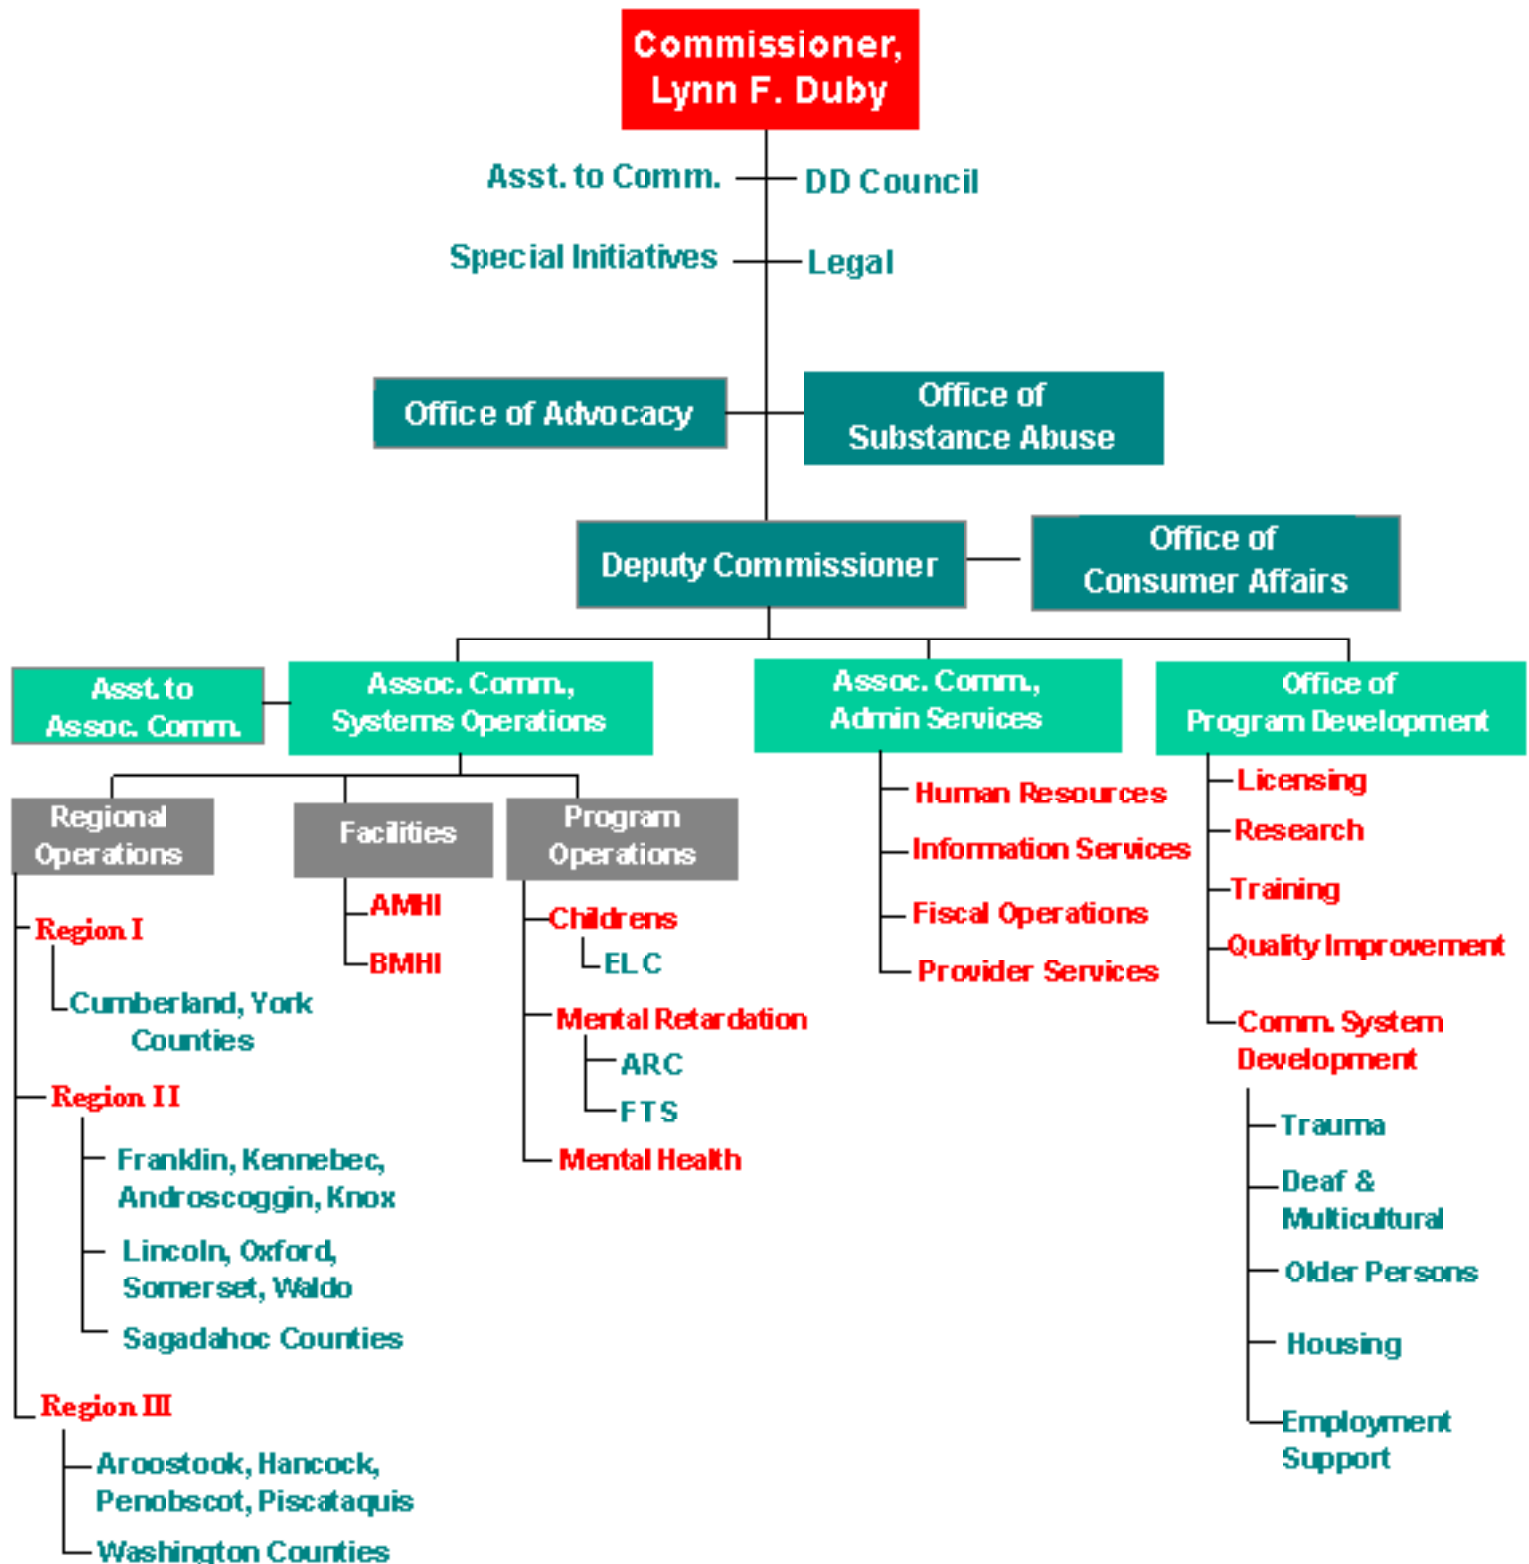 Commissioner,
Lynn F. Duby
Asst. to Comm.
DD Council
Special Initiatives
Legal
Office of Advocacy
Office of
Substance Abuse
Deputy Commissioner
Office of
Consumer Affairs
Asst. to
Assoc. Comm.
Assoc. Comm.,
Systems Operations
Assoc. Comm.,
Admin Services
Office of
Program Development
Regional
Operations
Facilities
Program
Operations
Region I
Cumberland, York
Counties
Region II
Franklin, Kennebec,
Androscoggin, Knox
Lincoln, Oxford,
Somerset, Waldo
Sagadahoc Counties
Region III
Aroostook, Hancock,
Penobscot, Piscataquis
Washington Counties
AMHI
BMHI
Childrens
ELC
Mental Retardation
ARC
FTS
Mental Health
Human Resources
Information Services
Fiscal Operations
Provider Services
Licensing
Research
Training
Quality Improvement
Comm. System
Development
Trauma
Deaf &
Multicultural
Older Persons
Housing
Employment
Support